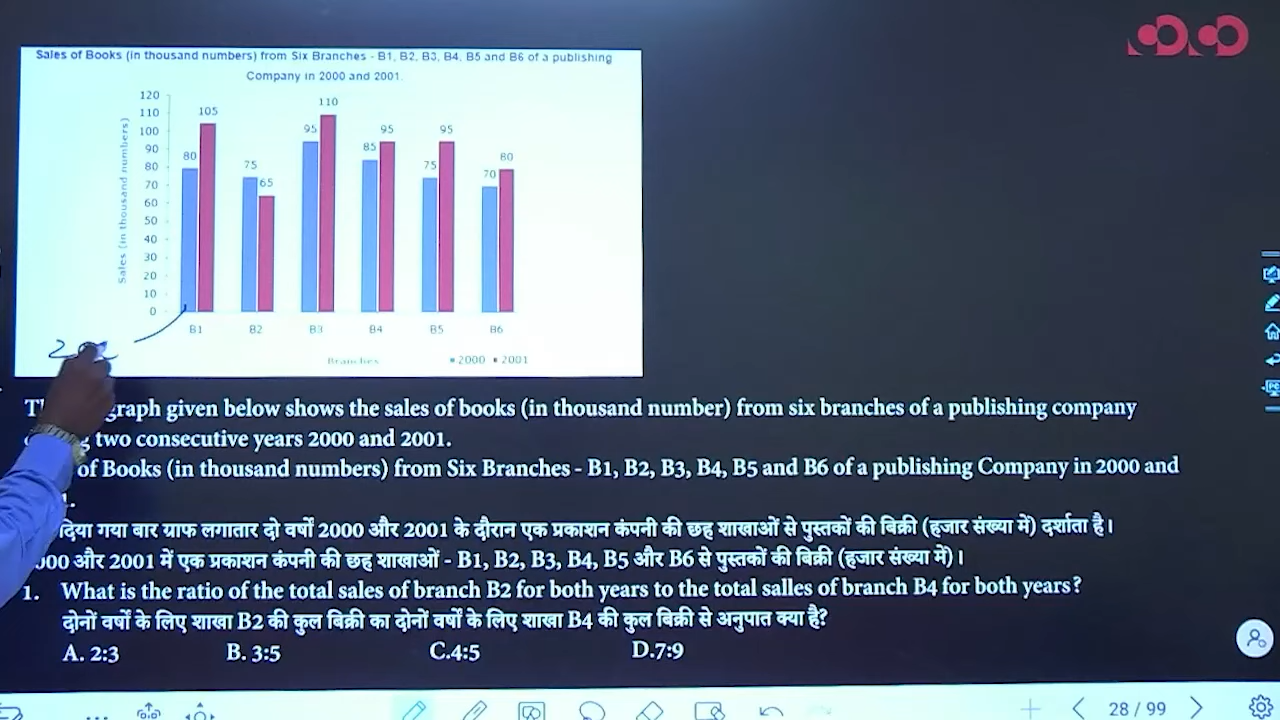 Sales of Books (in thousand numbers) from Six Branches - B1, B2, B3, B4, B5 and B6 of a publishing
Company in 2000 and 2001.
120
110
100
90
80
70
60
50
40
30
20
10
0
Sales (in thousand numbers)
80 105
75 65
95 110
85 95
75 95
70 80
B1 B2 B3 B4 B5 B6
Branches
2000 2001
graph given below shows the sales of books (in thousand number) from six branches of a publishing company
two consecutive years 2000 and 2001.
of Books (in thousand numbers) from Six Branches - B1, B2, B3, B4, B5 and B6 of a publishing Company in 2000 and
दिया गया बार ग्राफ लगातार दो वर्षों 2000 और 2001 के दौरान एक प्रकाशन कंपनी की छह शाखाओं से पुस्तकों की बिक्री (हजार संख्या में) दर्शाता है।
और 2001 में एक प्रकाशन कंपनी की छह शाखाओं - B1, B2, B3, B4, B5 और B6 से पुस्तकों की बिक्री (हजार संख्या में)।
1. What is the ratio of the total sales of branch B2 for both years to the total salles of branch B4 for both years?
दोनों वर्षों के लिए शाखा B2 की कुल बिक्री का दोनों वर्षों के लिए शाखा B4 की कुल बिक्री से अनुपात क्या है?
A. 2:3 B. 3:5 C.4:5 D.7:9
28 / 99